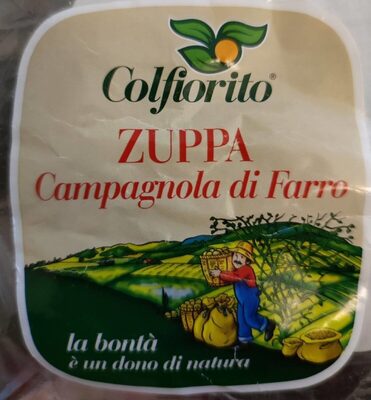 Colfiorito®
ZUPPA
Campagnola di Farro
la bontà
è un dono di natura